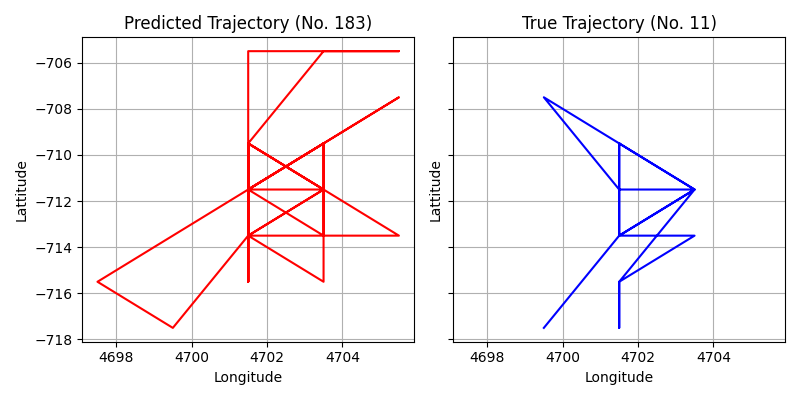 Predicted Trajectory (No. 183)
True Trajectory (No. 11)
Lattitude
−706
−708
−710
−712
−714
−716
−718
4698
4700
4702
4704
Longitude
Lattitude
4698
4700
4702
4704
Longitude